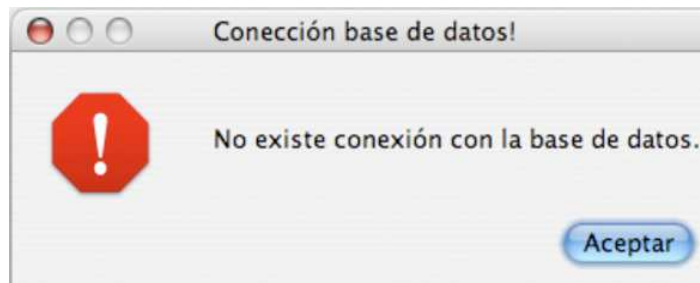 Conección base de datos!
No existe conexión con la base de datos.
Aceptar